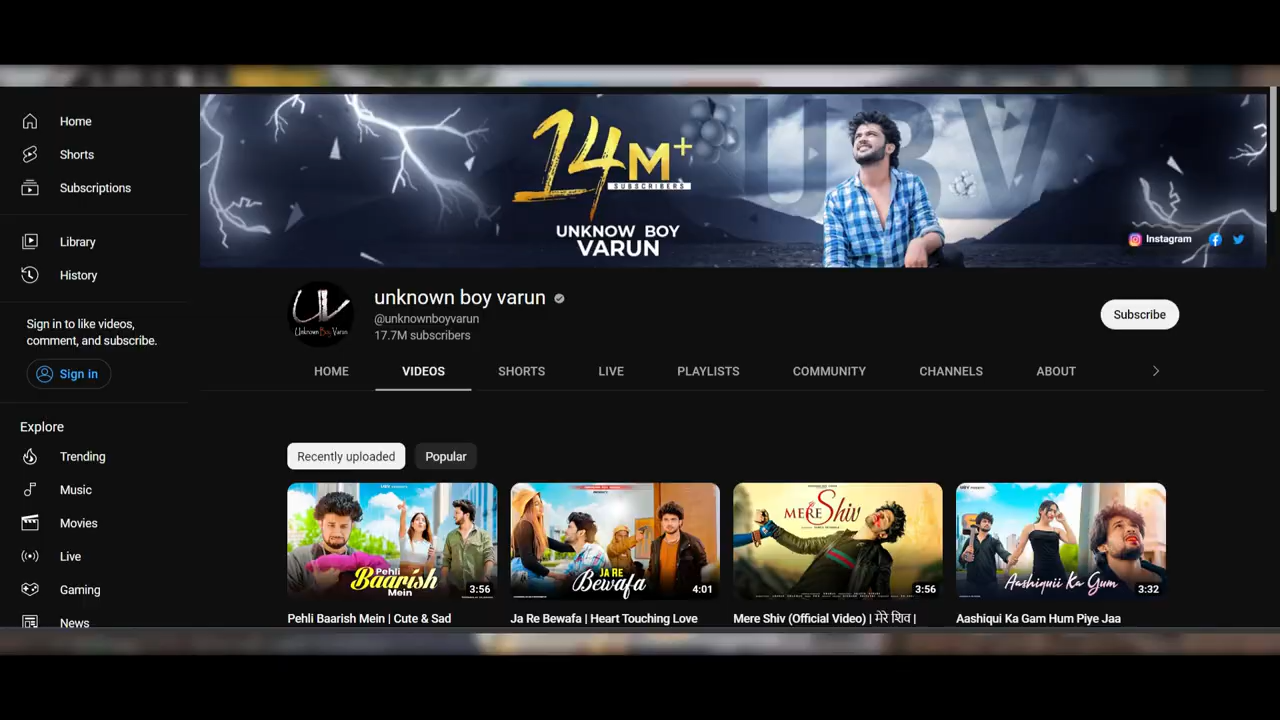 Home
Shorts
Subscriptions
Library
History
Sign in to like videos,
comment, and subscribe.
Sign in
Explore
Trending
Music
Movies
Live
Gaming
News
UBV
14M+
SUBSCRIBERS
UNKNOW BOY
VARUN
Instagram
Unknown Boy Varun
unknown boy varun
@unknownboyvarun
17.7M subscribers
Subscribe
HOME VIDEOS SHORTS LIVE PLAYLISTS COMMUNITY CHANNELS ABOUT
Recently uploaded Popular
Pehli
Baarish
Mein
3:56
JA RE
Bewafa
4:01
MERE Shiv
3:56
Aashiquii Ka Gum
3:32
Pehli Baarish Mein | Cute & Sad
Ja Re Bewafa | Heart Touching Love
Mere Shiv (Official Video) | मेरे शिव |
Aashiqui Ka Gam Hum Piye Jaa